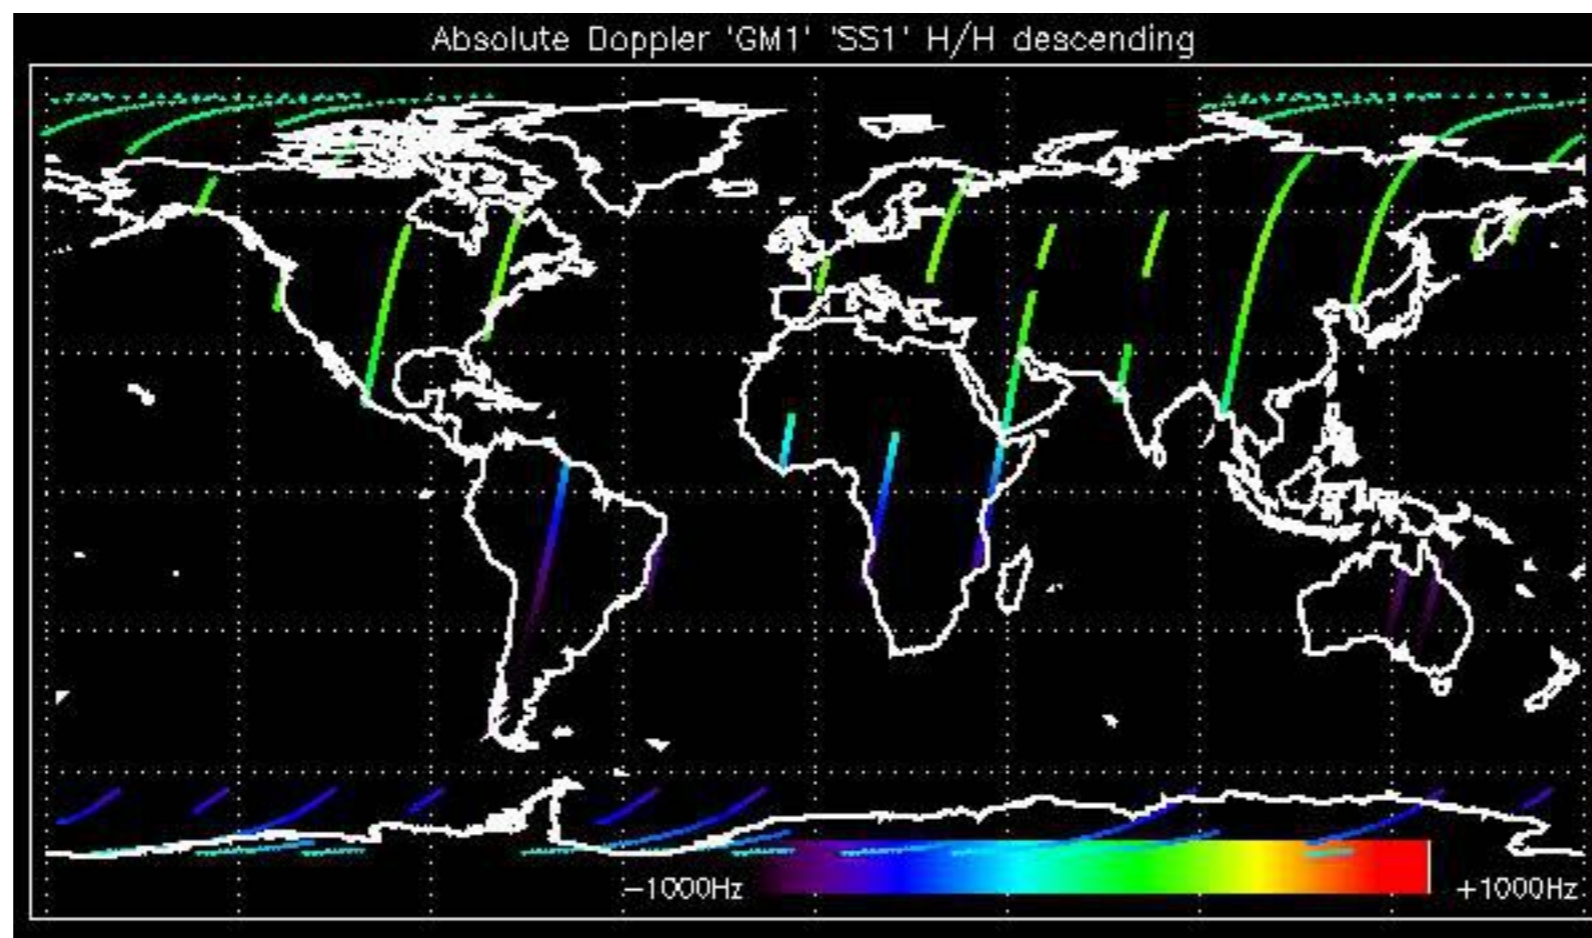 Absolute Doppler 'GM1' 'SS1' H/H descending
−1000Hz
+1000Hz